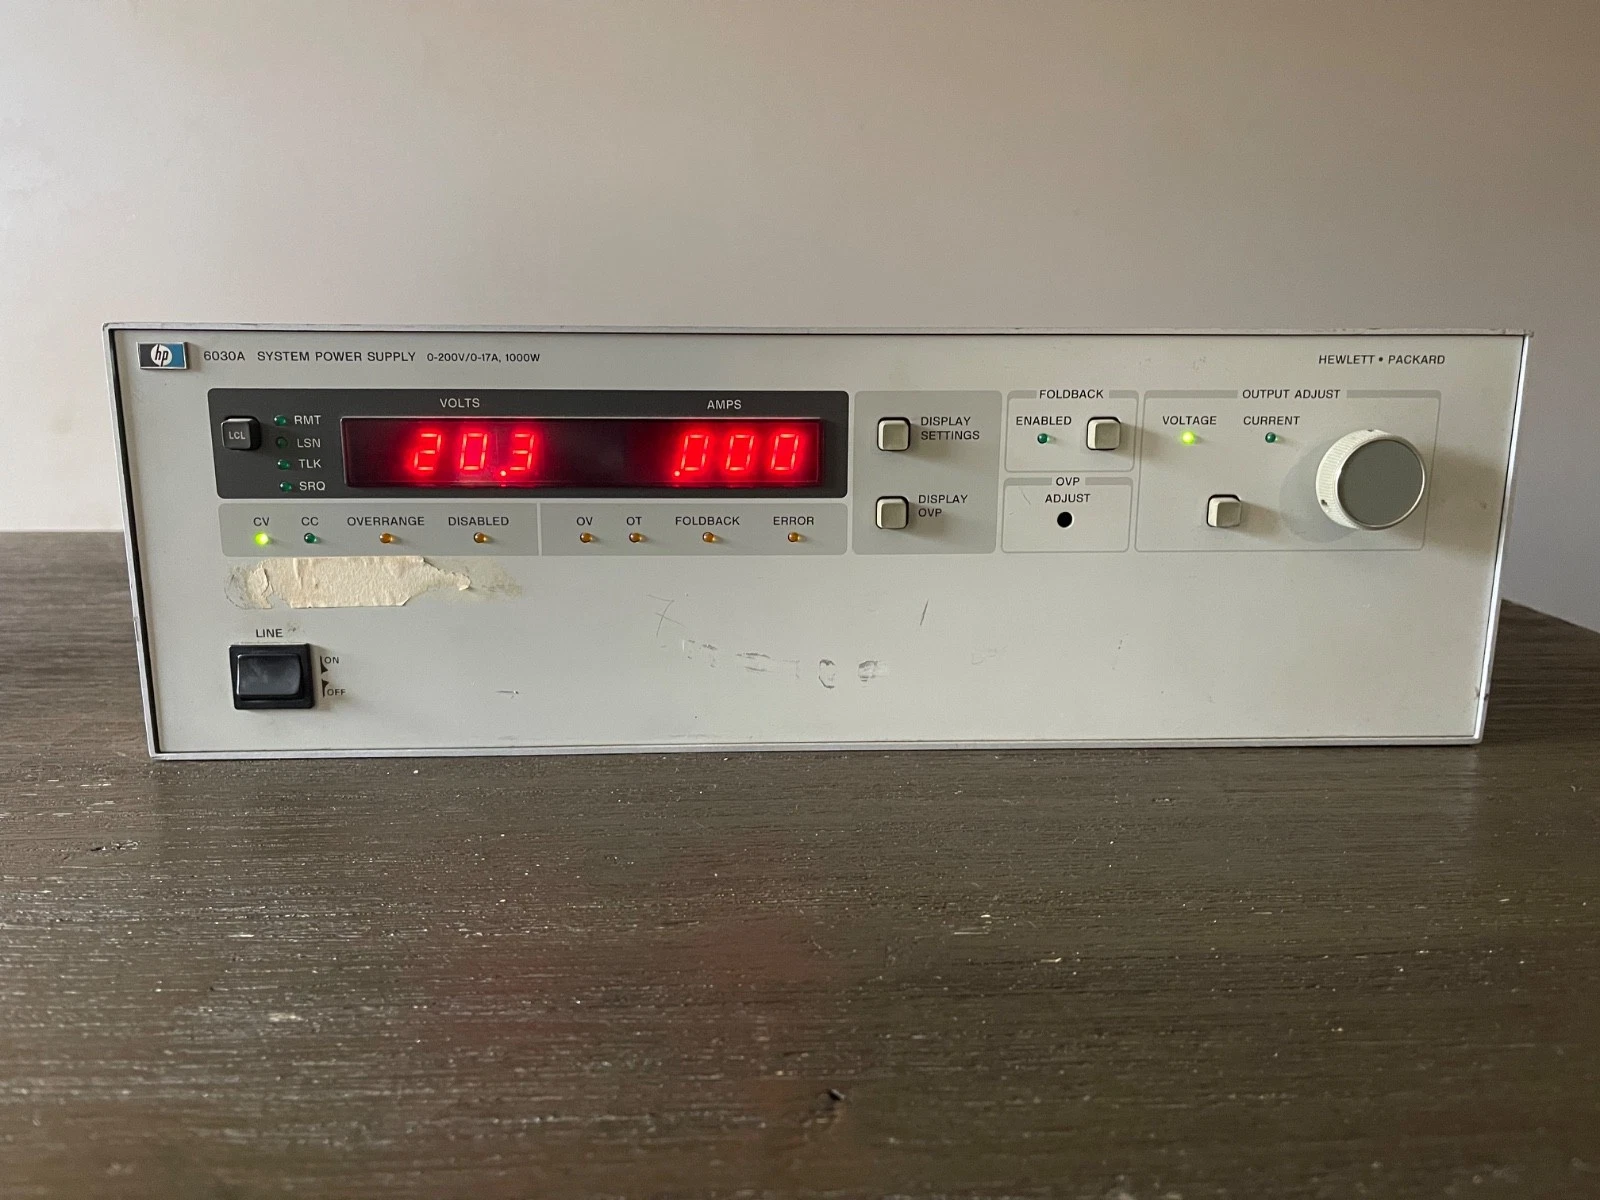 hp 6030A SYSTEM POWER SUPPLY 0-200V/0-17A, 1000W
HEWLETT • PACKARD
VOLTS AMPS
LCL
RMT
LSN
TLK
SRQ
20.3 .000
CV CC OVERRANGE DISABLED
OV OT FOLDBACK ERROR
DISPLAY
SETTINGS
DISPLAY
OVP
FOLDBACK
ENABLED
OVP
ADJUST
OUTPUT ADJUST
VOLTAGE CURRENT
LINE
ON
OFF